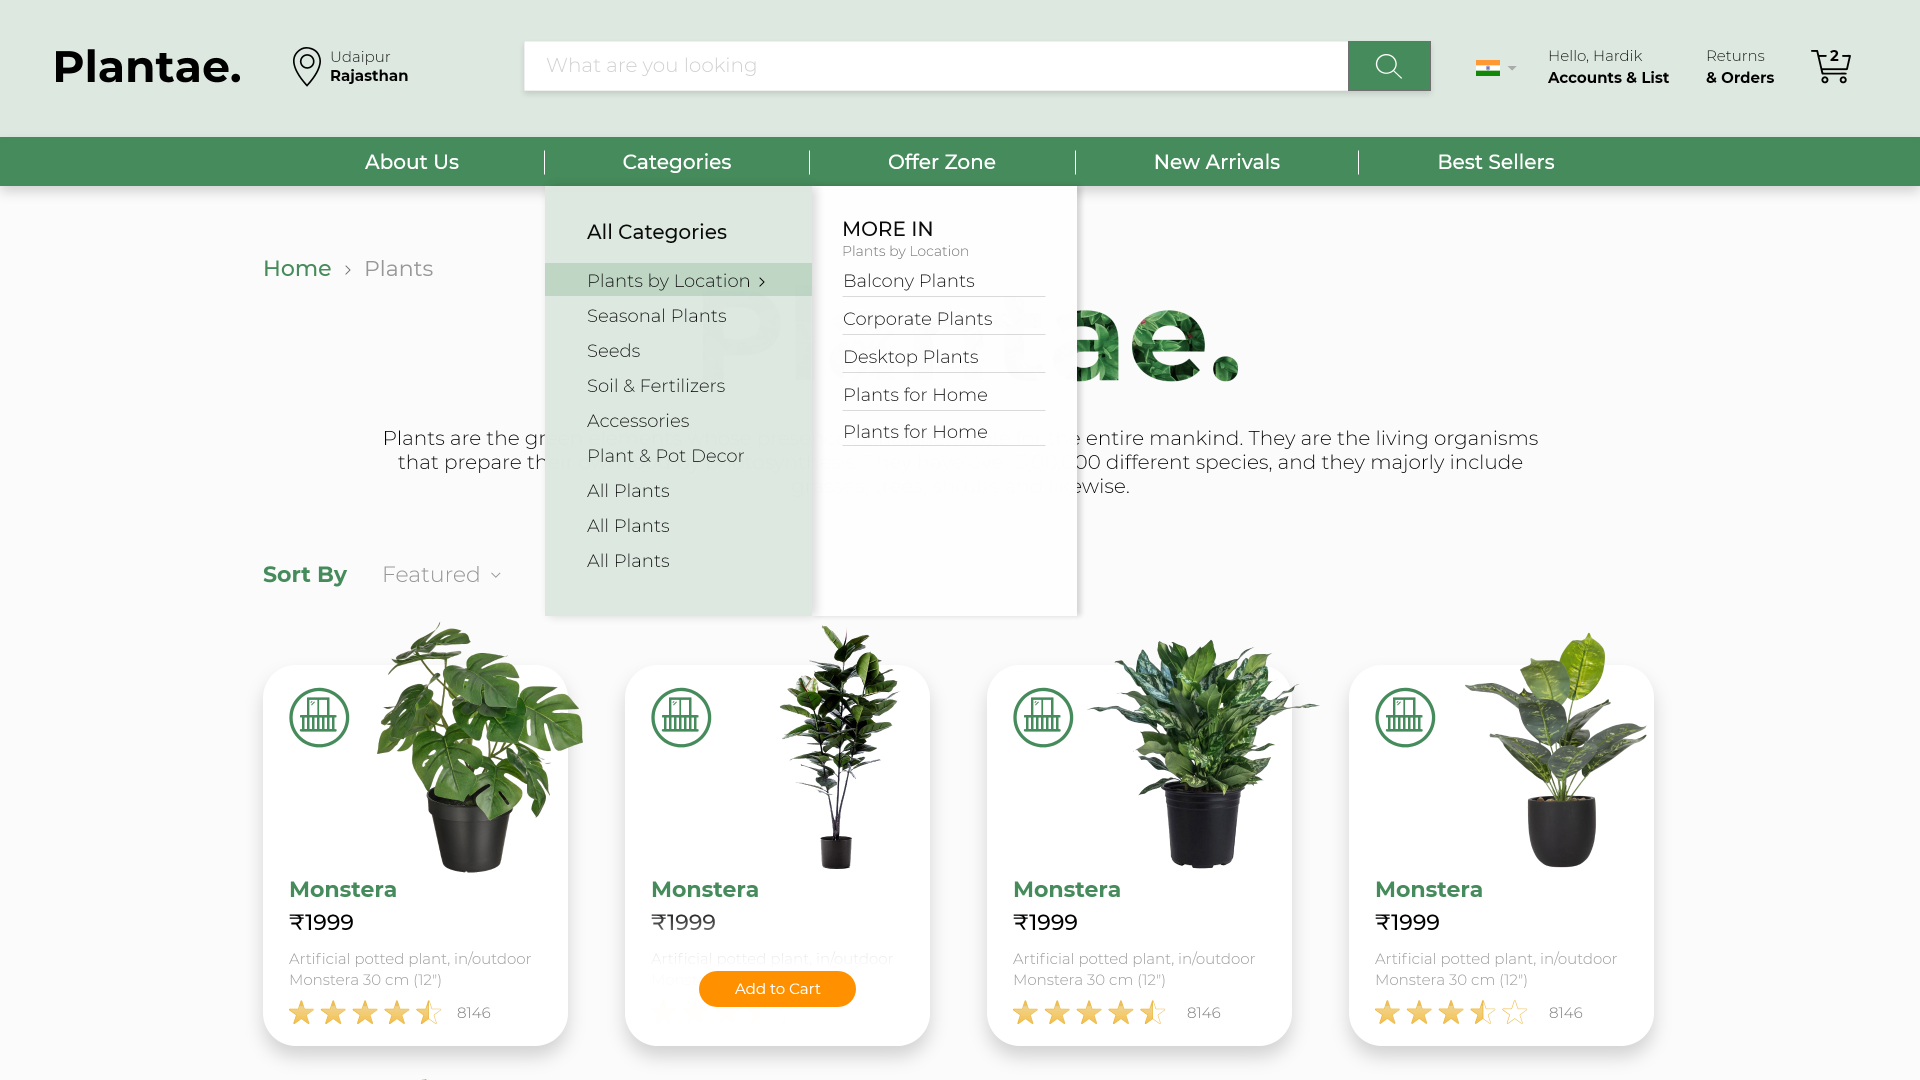 Plantae.
Udaipur
Rajasthan
What are you looking
Hello, Hardik
Accounts & List
Returns
& Orders
2
About Us
Categories
Offer Zone
New Arrivals
Best Sellers
All Categories
Plants by Location >
Seasonal Plants
Seeds
Soil & Fertilizers
Accessories
Plant & Pot Decor
All Plants
All Plants
All Plants
MORE IN
Plants by Location
Balcony Plants
Corporate Plants
Desktop Plants
Plants for Home
Plants for Home
Home > Plants
ae.
Plants are the gr
entire mankind. They are the living organisms
that prepare th
00 different species, and they majorly include
ewise.
Sort By Featured
Monstera
₹1999
Artificial potted plant, in/outdoor
Monstera 30 cm (12")
8146
Monstera
₹1999
Artificial potted plant, in/outdoor
Add to Cart
Monstera
₹1999
Artificial potted plant, in/outdoor
Monstera 30 cm (12")
8146
Monstera
₹1999
Artificial potted plant, in/outdoor
Monstera 30 cm (12")
8146